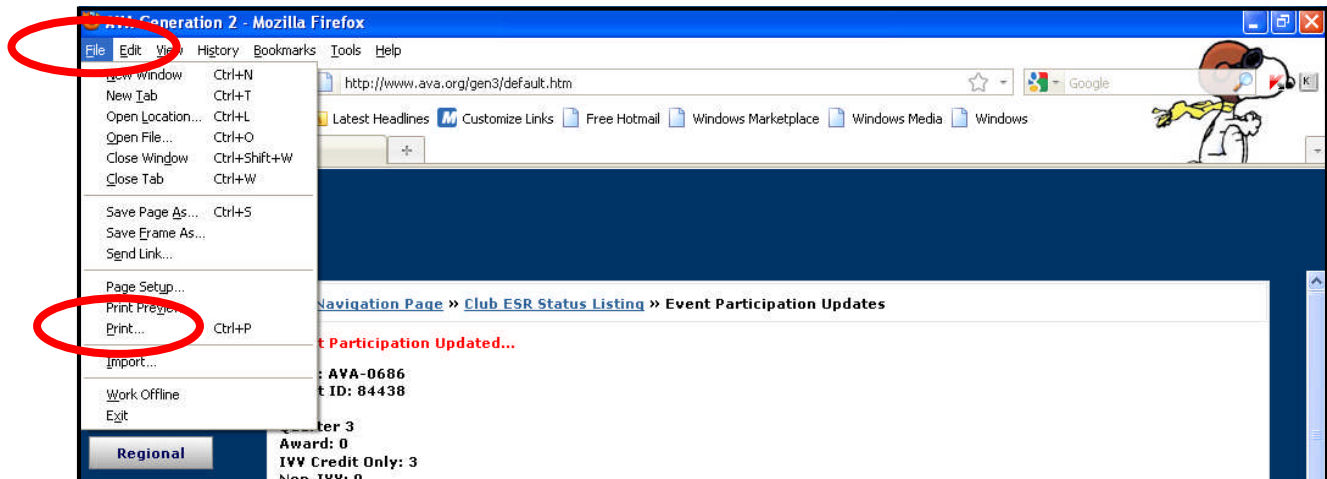 Generation 2 - Mozilla Firefox
File Edit View History Bookmarks Tools Help
New Window Ctrl+N
http://www.ava.org/gen3/default.htm
Google
K
New Tab Ctrl+T
Open Location... Ctrl+L
Latest Headlines
M Customize Links
Free Hotmail
Windows Marketplace
Windows Media
Windows
Open File... Ctrl+O
Close Window Ctrl+Shift+W
Close Tab Ctrl+W
Save Page As... Ctrl+S
Save Frame As...
Send Link...
Page Setup...
Print Preview
Navigation Page » Club ESR Status Listing » Event Participation Updates
Print... Ctrl+P
t Participation Updated...
Import...
: AVA-0686
t ID: 84438
Work Offline
Exit
Quarter 3
Award: 0
Regional
IVV Credit Only: 3
Non-IVV: 0